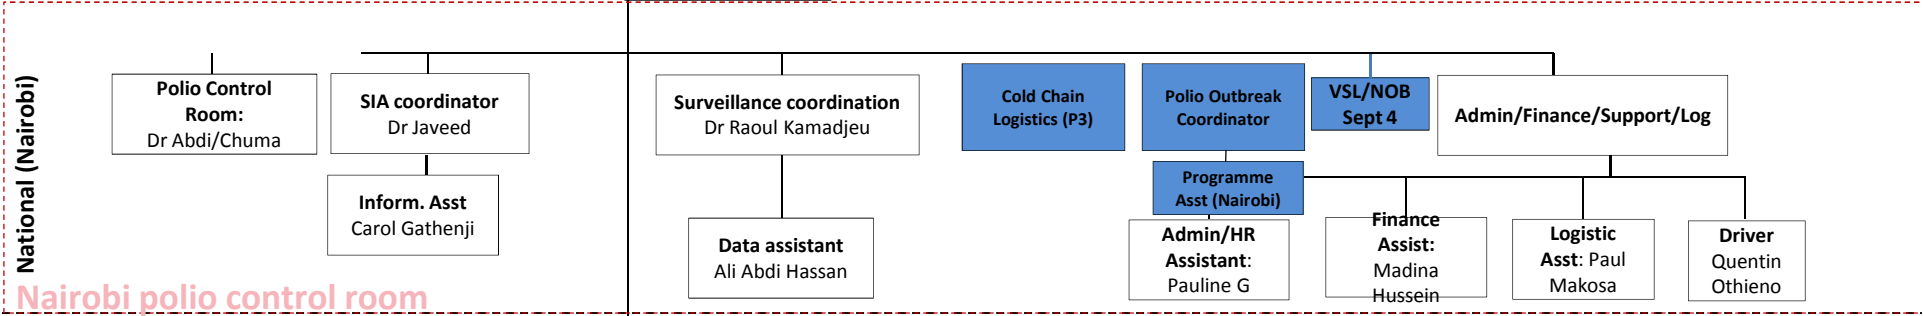 National (Nairobi)
Polio Control
Room:
Dr Abdi/Chuma
SIA coordinator
Dr Javeed
Inform. Asst
Carol Gathenji
Surveillance coordination
Dr Raoul Kamadjeu
Data assistant
Ali Abdi Hassan
Cold Chain
Logistics (P3)
Polio Outbreak
Coordinator
Programme
Asst (Nairobi)
VSL/NOB
Sept 4
Admin/Finance/Support/Log
Admin/HR
Assistant:
Pauline G
Finance
Assist:
Madina
Hussein
Logistic
Asst: Paul
Makosa
Driver
Quentin
Othieno
Nairobi polio control room